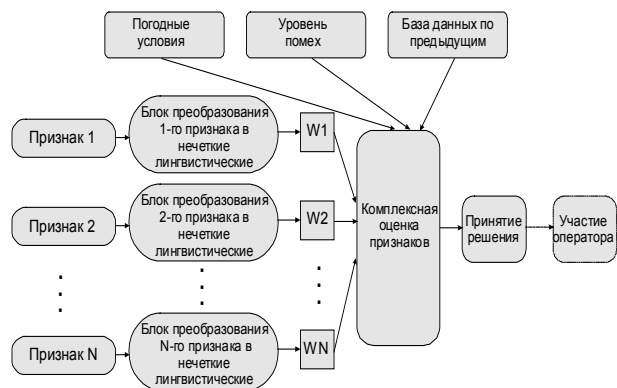 Погодные
условия
Уровень
помех
База данных по
предыдущим
Признак 1
Блок преобразования
1-го признака в
нечеткие
лингвистические
W1
Признак 2
Блок преобразования
2-го признака в
нечеткие
лингвистические
W2
Комплексная
оценка
признаков
Принятие
решения
Участие
оператора
Признак N
Блок преобразования
N-го признака в
нечеткие
лингвистические
WN